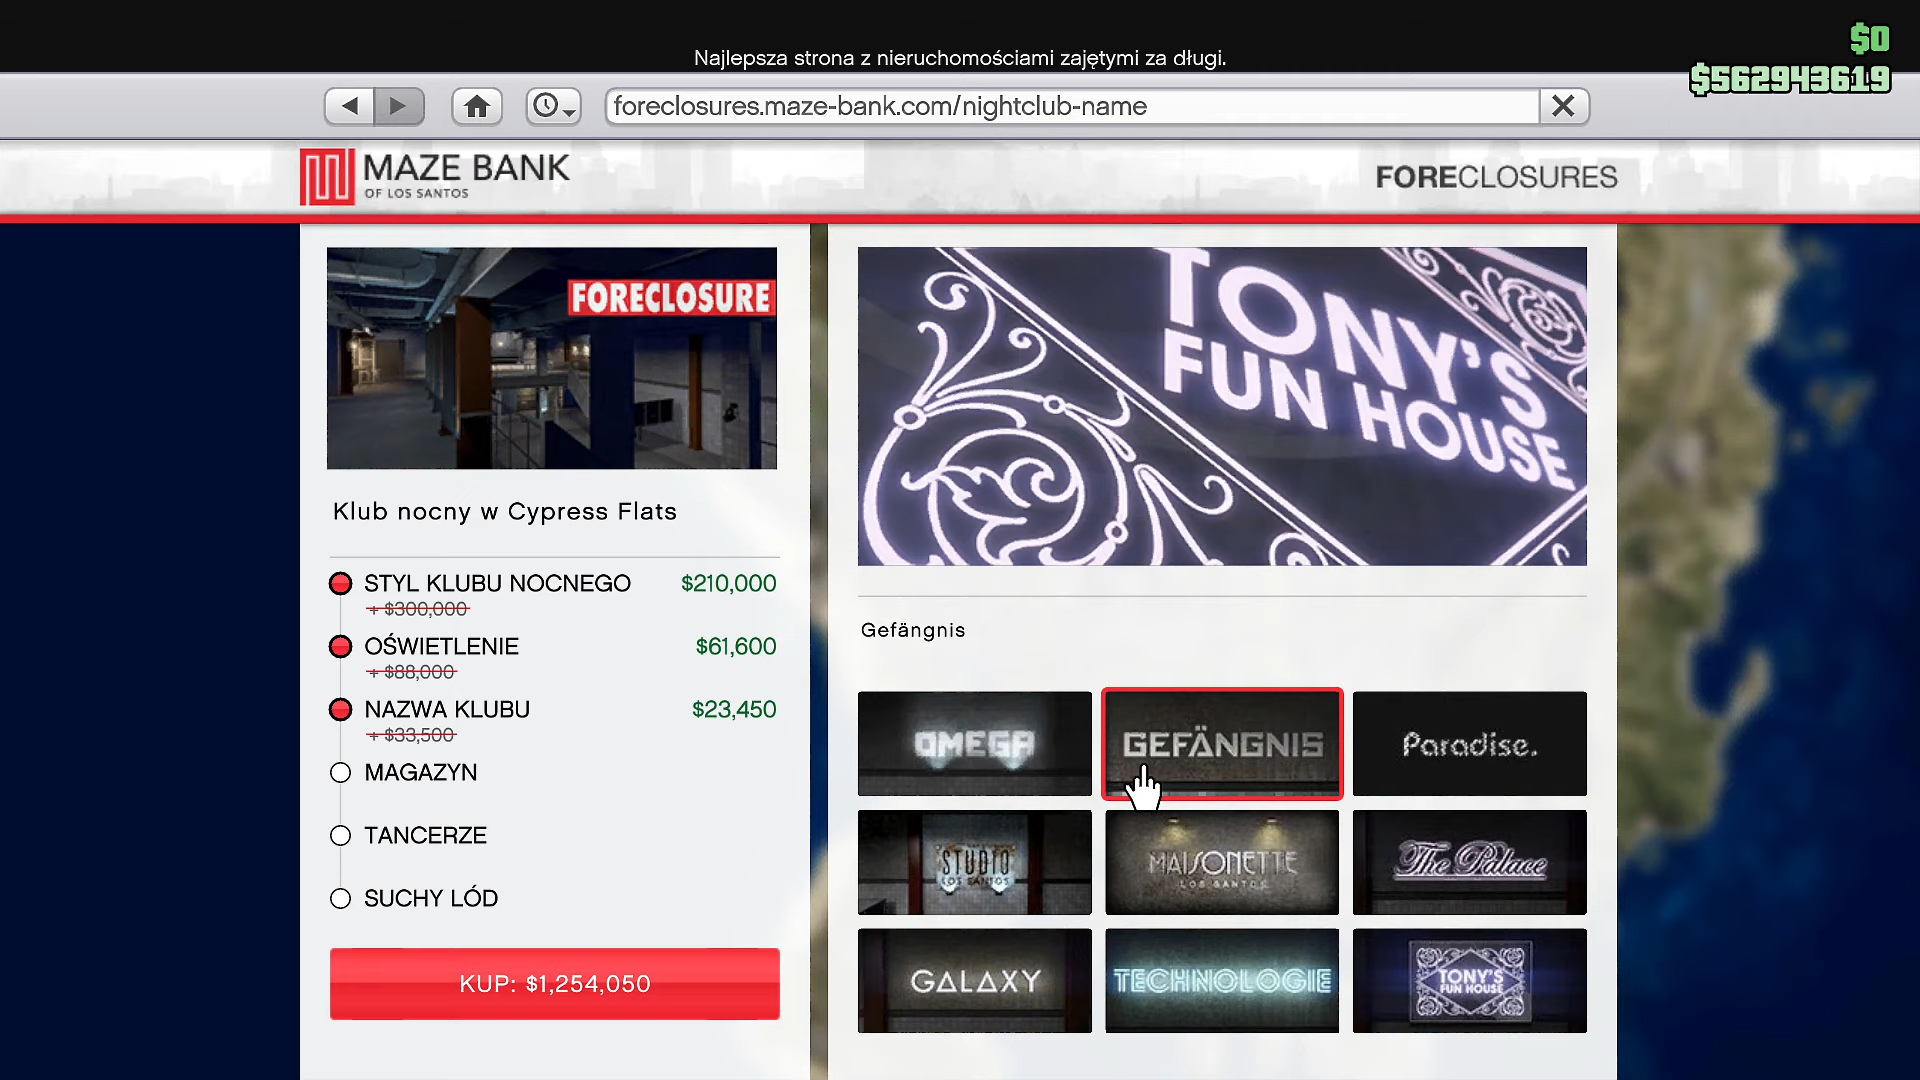 Najlepsza strona z nieruchomościami zajętymi za długi.
$0
$562943619
foreclosures.maze-bank.com/nightclub-name
MAZE BANK
OF LOS SANTOS
FORECLOSURES
FORECLOSURE
Klub nocny w Cypress Flats
STYL KLUBU NOCNEGO $210,000
+ $300,000
OŚWIETLENIE $61,600
+ $88,000
NAZWA KLUBU $23,450
+ $33,500
MAGAZYN
TANCERZE
SUCHY LÓD
KUP: $1,254,050
TONY'S
FUN HOUSE
Gefängnis
OMEGA
GEFÄNGNIS
Paradise.
STUDIO
LOS SANTOS
MAISONETTE
LOS SANTOS
The Palace
GALAXY
TECHNOLOGIE
TONY'S
FUN HOUSE